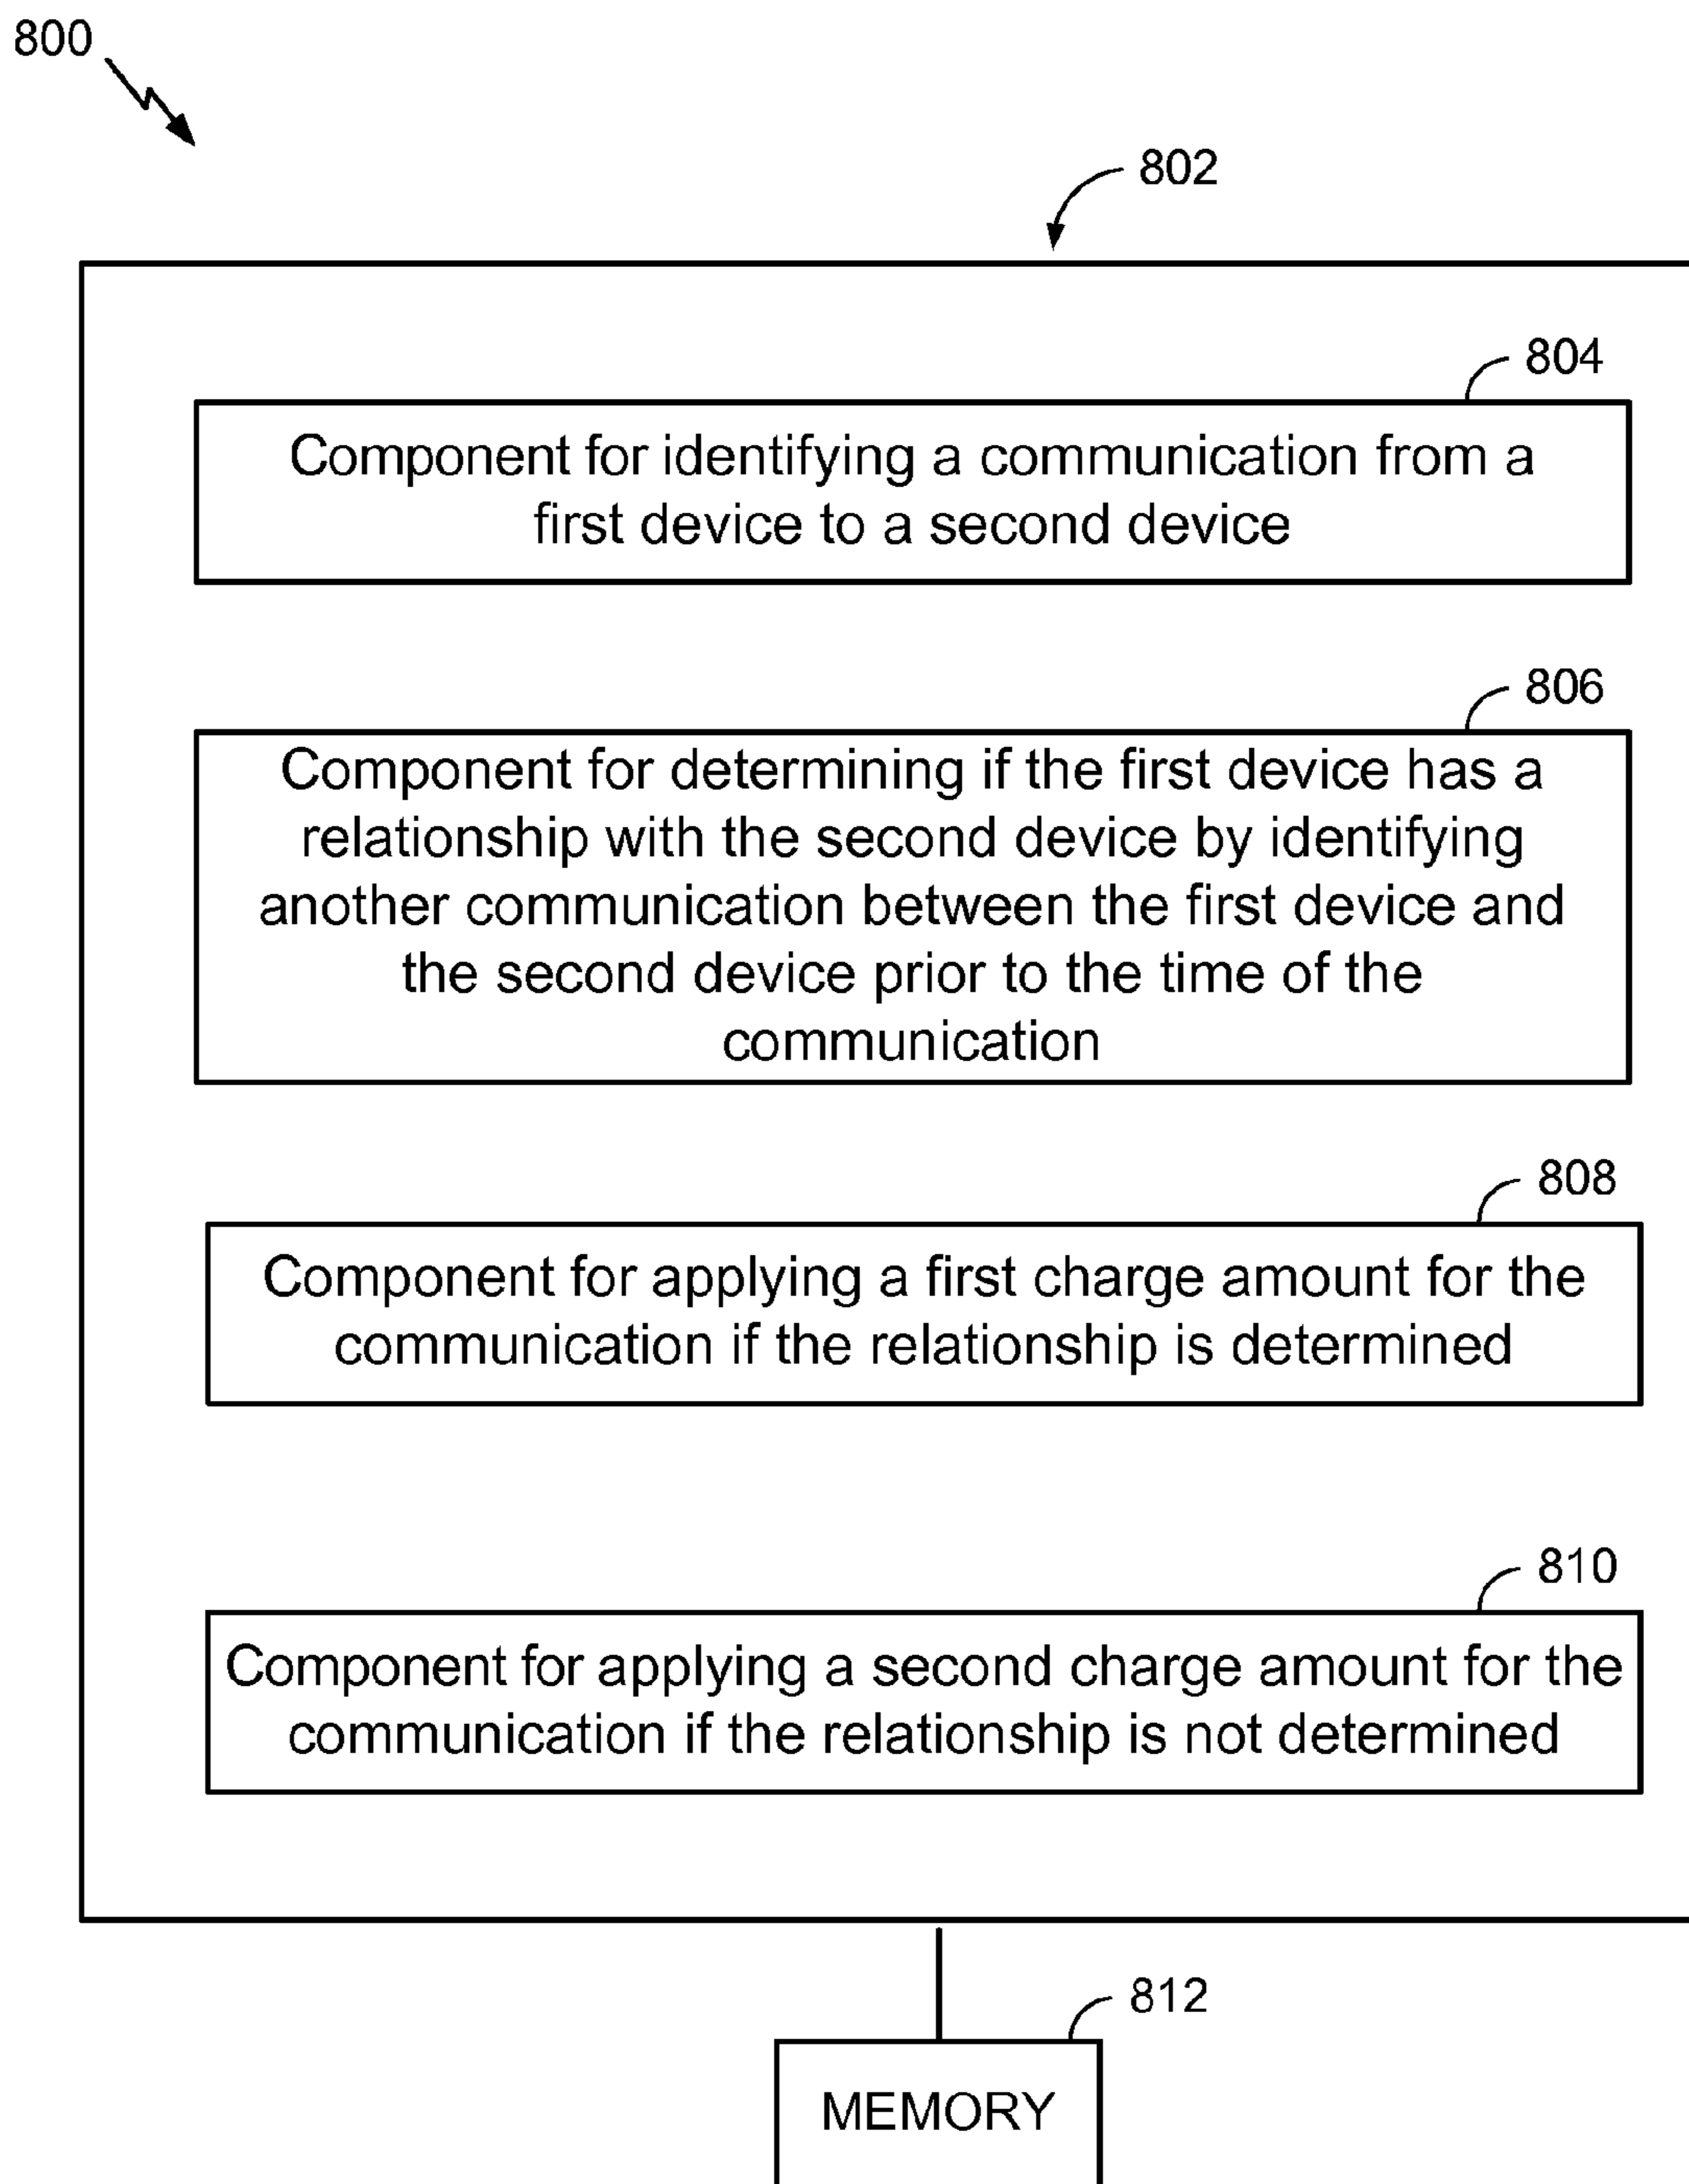 800
802
804
Component for identifying a communication from a
first device to a second device
806
Component for determining if the first device has a
relationship with the second device by identifying
another communication between the first device and
the second device prior to the time of the
communication
808
Component for applying a first charge amount for the
communication if the relationship is determined
810
Component for applying a second charge amount for the
communication if the relationship is not determined
812
MEMORY